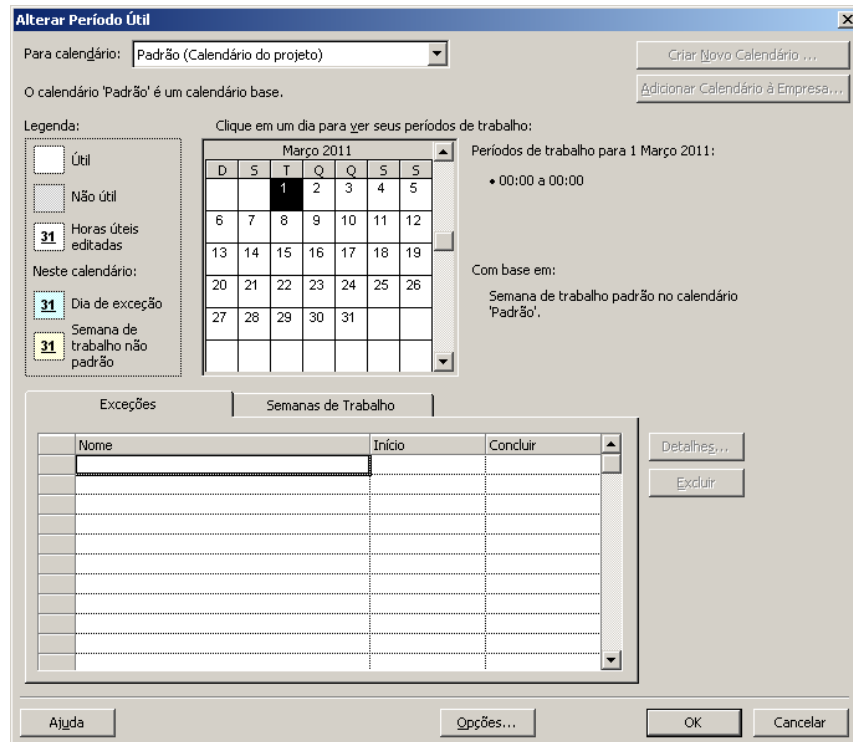 Alterar Período Útil
Para calendário: Padrão (Calendário do projeto)
Criar Novo Calendário ...
O calendário 'Padrão' é um calendário base.
Adicionar Calendário à Empresa...
Legenda:
Útil
Não útil
31 Horas úteis
editadas
Neste calendário:
31 Dia de exceção
Semana de
31 trabalho não
padrão
Clique em um dia para ver seus períodos de trabalho:
Março 2011
D S T Q Q S S
1 2 3 4 5
6 7 8 9 10 11 12
13 14 15 16 17 18 19
20 21 22 23 24 25 26
27 28 29 30 31
Períodos de trabalho para 1 Março 2011:
• 00:00 a 00:00
Com base em:
Semana de trabalho padrão no calendário
'Padrão'.
Exceções Semanas de Trabalho
Nome Início Concluir
Detalhes...
Excluir
Ajuda Opções... OK Cancelar